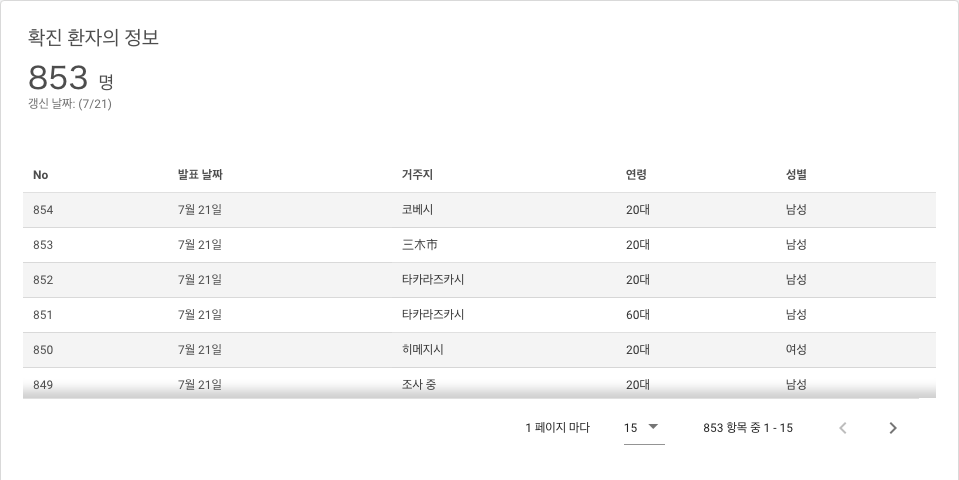 확진 환자의 정보
853 명
갱신 날짜: (7/21)
No 발표 날짜 거주지 연령 성별
854 7월 21일 코베시 20대 남성
853 7월 21일 三木市 20대 남성
852 7월 21일 타카라즈카시 20대 남성
851 7월 21일 타카라즈카시 60대 남성
850 7월 21일 히메지시 20대 여성
849 7월 21일 조사 중 20대 남성
1 페이지 마다 15 853 항목 중 1 - 15